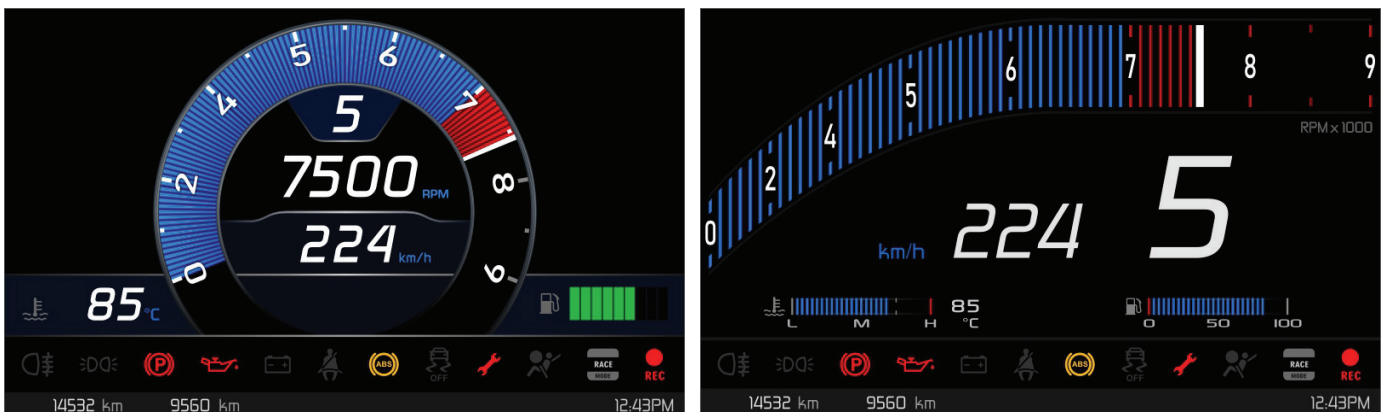 0 2 4 5 6 7 8 9
5
7500 RPM
224 km/h
85 °C
P ABS OFF RACE MODE REC
14532 km 9560 km 12:43PM
0 2 4 5 6 7 8 9
RPM x 1000
km/h 224 5
L M H 85 °C
0 50 100
P ABS OFF RACE MODE REC
14532 km 9560 km 12:43PM